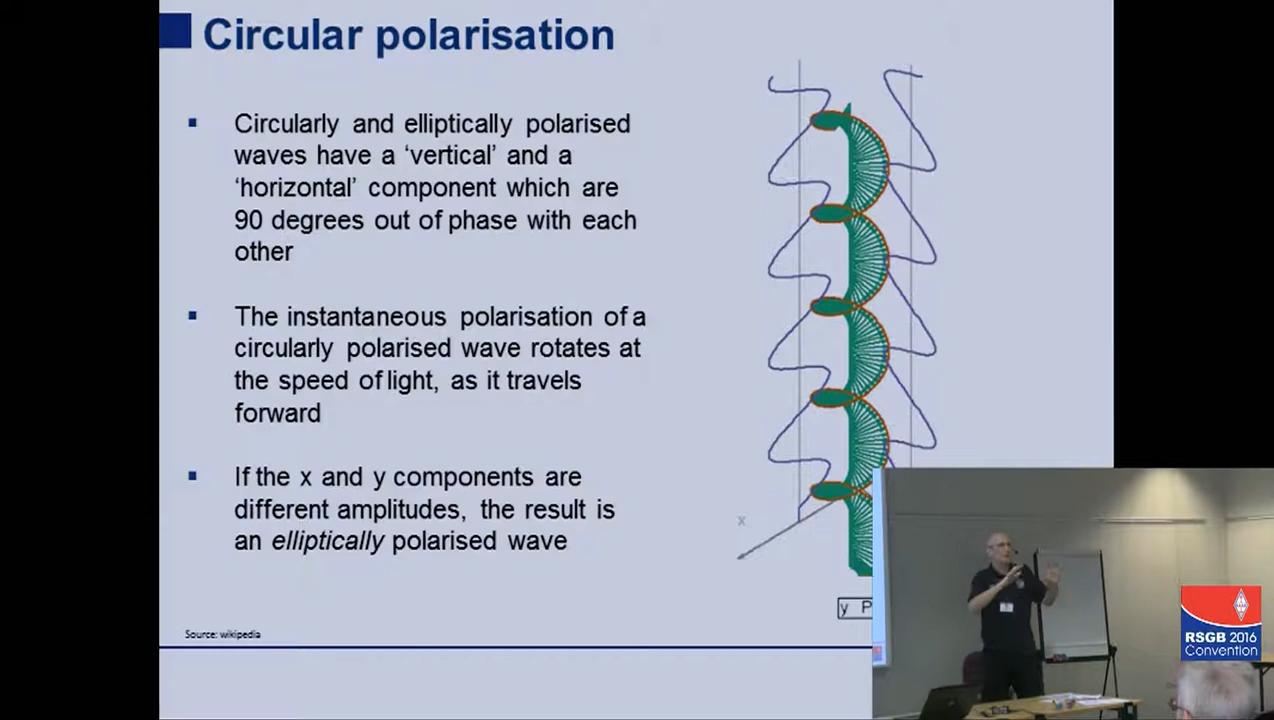 Circular polarisation
Circularly and elliptically polarised
waves have a ‘vertical’ and a
‘horizontal’ component which are
90 degrees out of phase with each
other
The instantaneous polarisation of a
circularly polarised wave rotates at
the speed of light, as it travels
forward
If the x and y components are
different amplitudes, the result is
an elliptically polarised wave
Source: wikipedia
x
y P
RSGB 2016
Convention